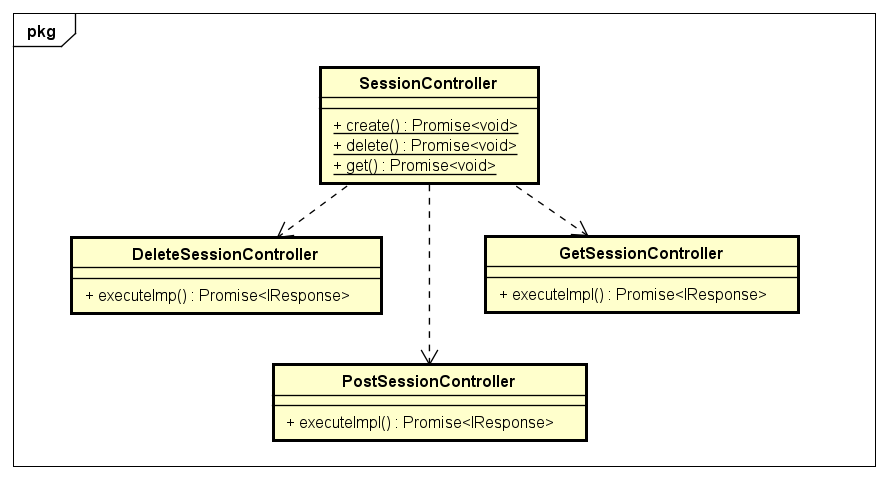 pkg
SessionController
+ create() : Promise<void>
+ delete() : Promise<void>
+ get() : Promise<void>
DeleteSessionController
+ executeImp() : Promise<IResponse>
GetSessionController
+ executeImpl() : Promise<IResponse>
PostSessionController
+ executeImpl() : Promise<IResponse>